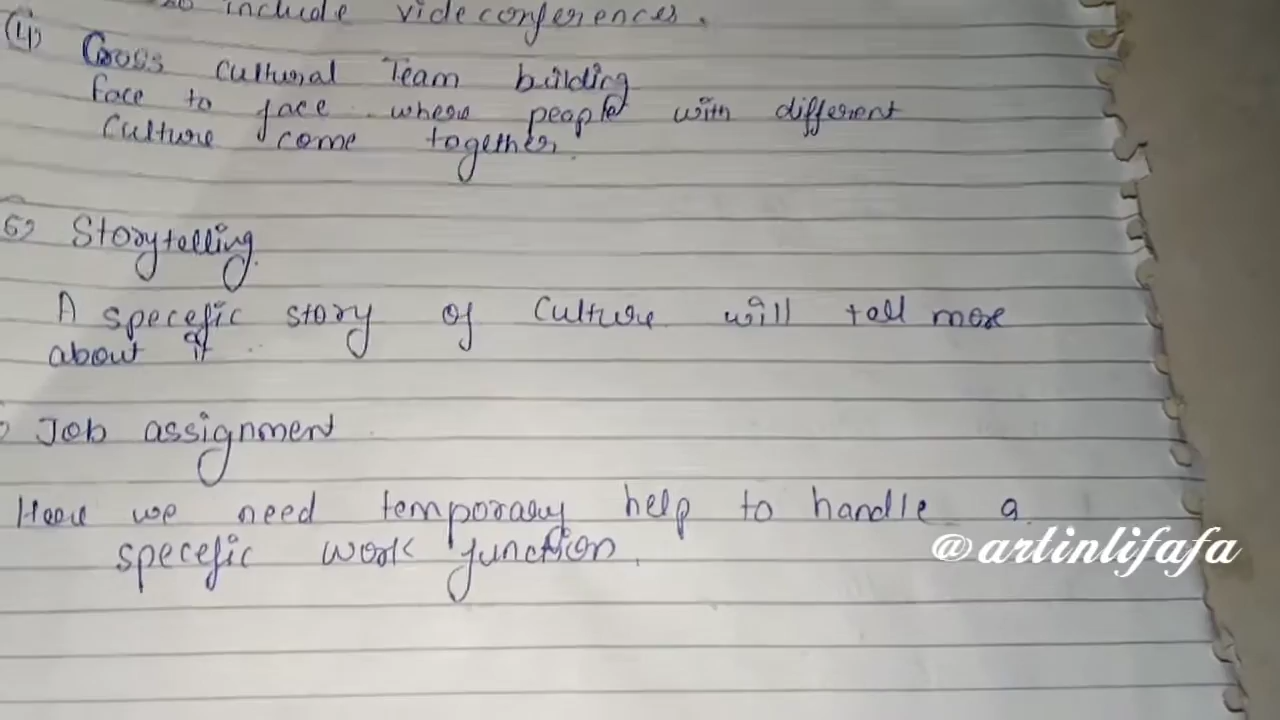 include videconferences.
(4) Cross cultural Team building
face to face where people with different
culture come together.
5) Storytelling.
A specefic story of culture will tell more
about it.
Job assignment
Here we need temporary help to handle a
specefic work function.
@artinlifafa